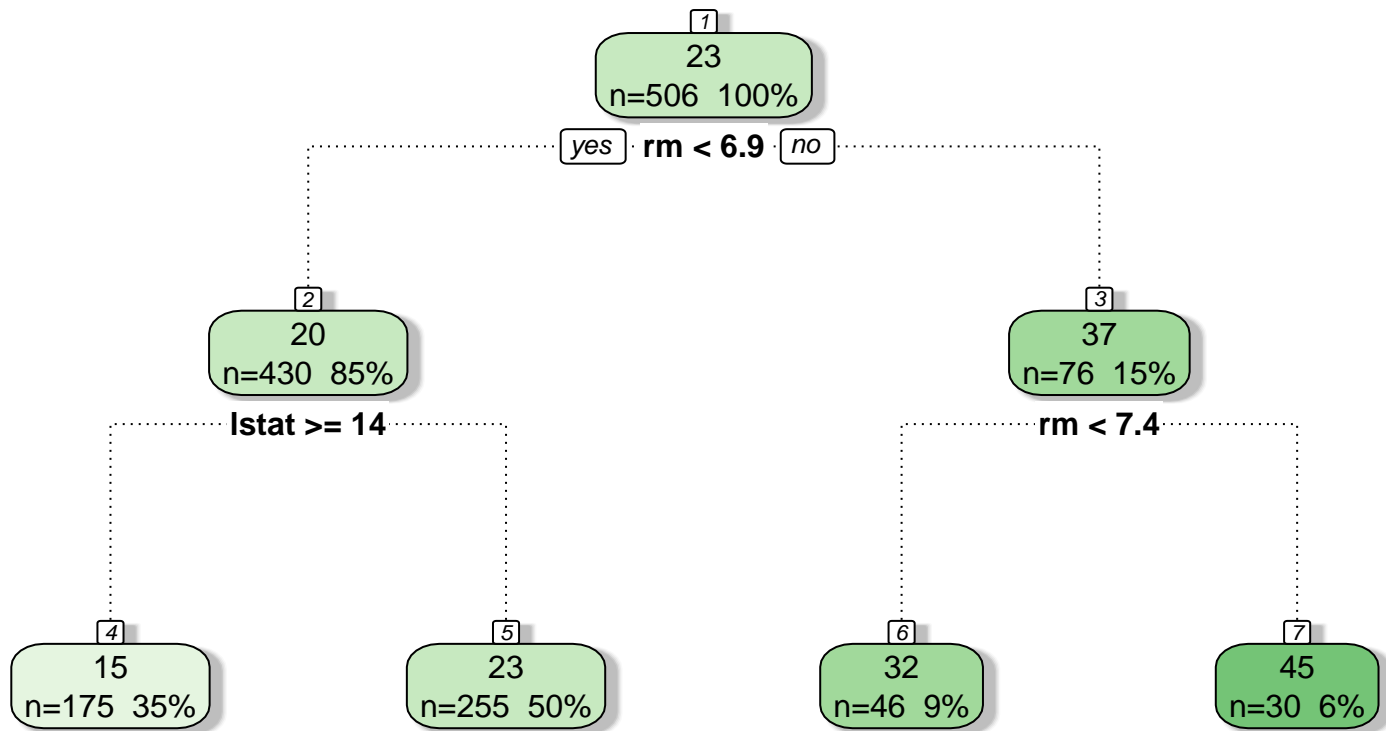 1
23
n=506 100%
yes rm < 6.9 no
2
20
n=430 85%
3
37
n=76 15%
lstat >= 14
rm < 7.4
4
15
n=175 35%
5
23
n=255 50%
6
32
n=46 9%
7
45
n=30 6%